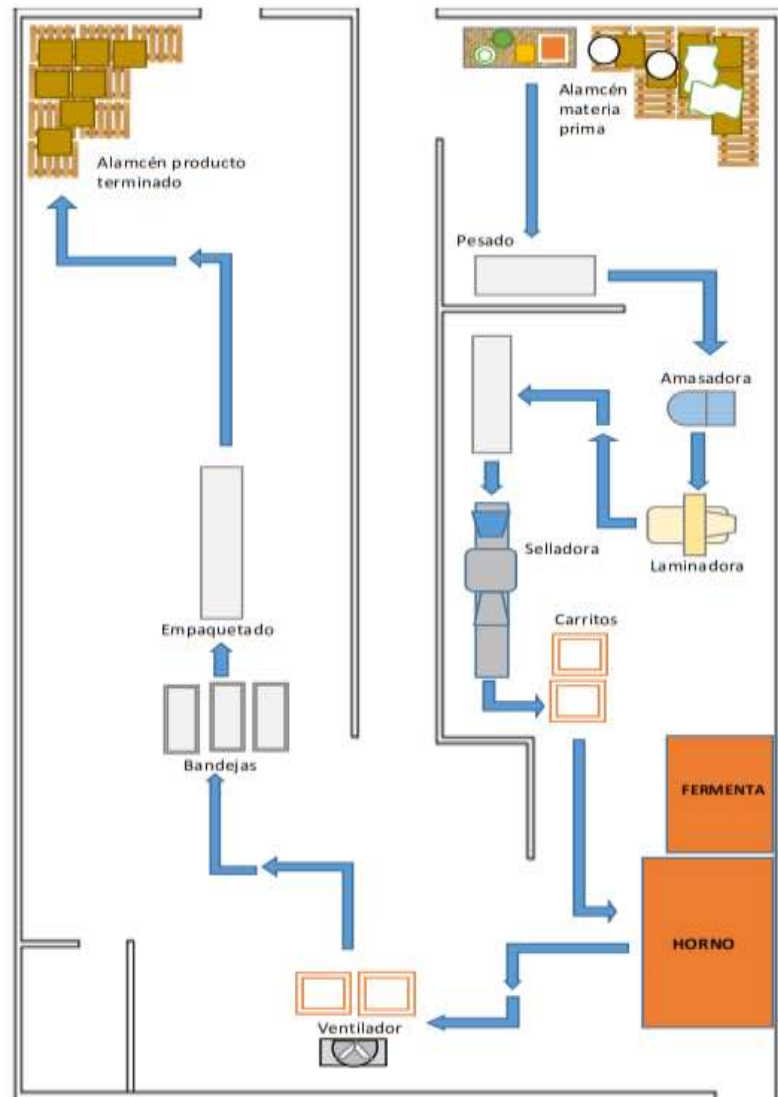 Alamcén
materia
prima
Alamcén producto
terminado
Pesado
Amasadora
Selladora
Laminadora
Carritos
Empaquetado
Bandejas
FERMENTA
HORNO
Ventilador